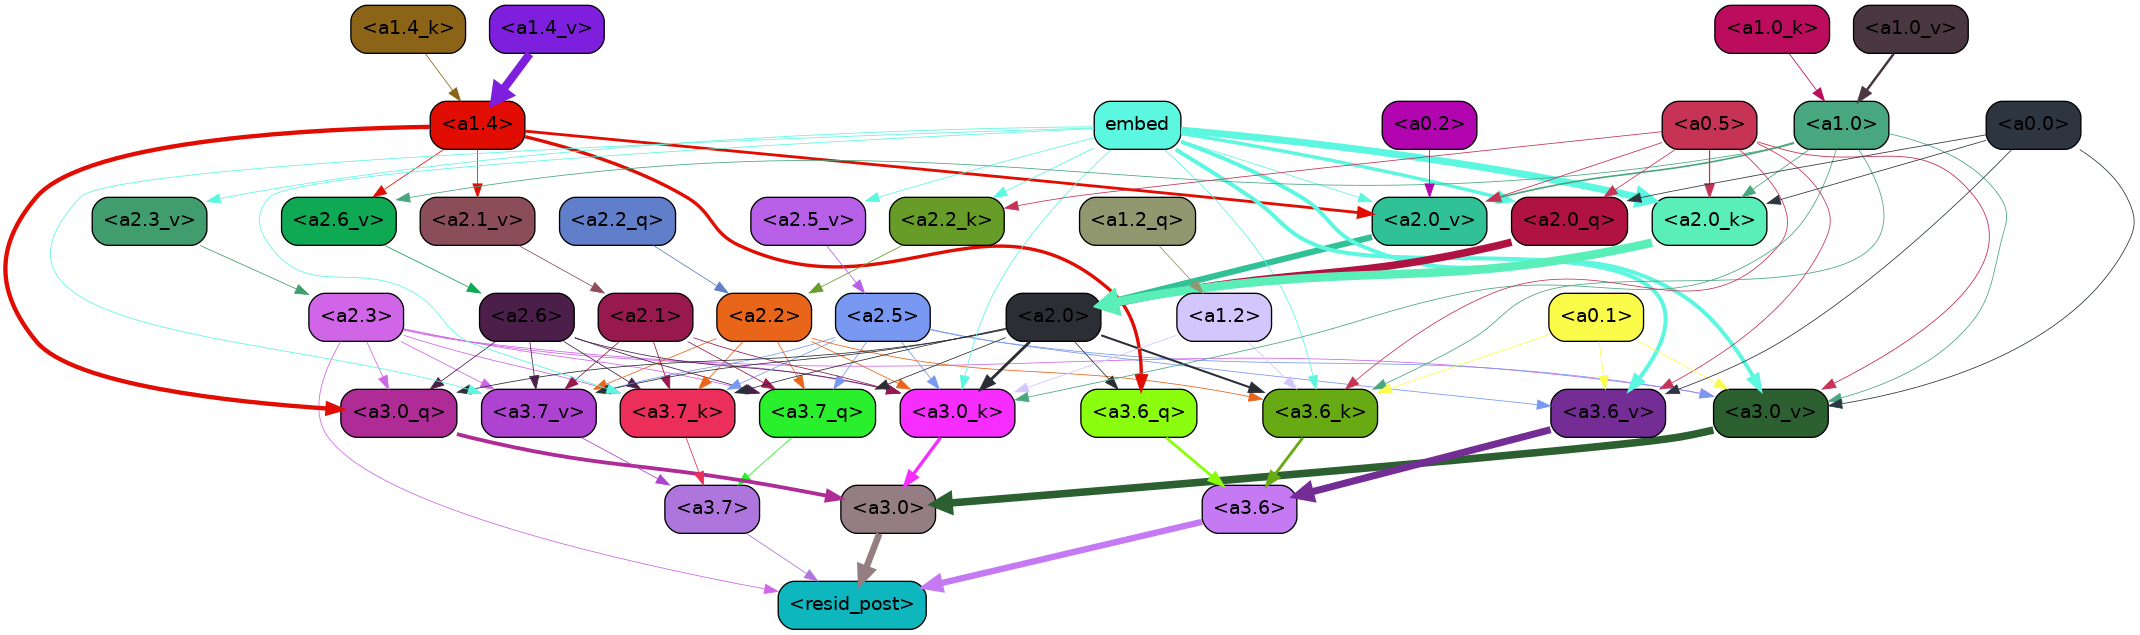 <a1.4_k>
<a1.4_v>
<a1.0_k>
<a1.0_v>
<a1.4>
embed
<a0.2>
<a0.5>
<a1.0>
<a0.0>
<a2.3_v>
<a2.6_v>
<a2.1_v>
<a2.2_q>
<a2.5_v>
<a2.2_k>
<a1.2_q>
<a2.0_v>
<a2.0_q>
<a2.0_k>
<a2.3>
<a2.6>
<a2.1>
<a2.2>
<a2.5>
<a2.0>
<a1.2>
<a0.1>
<a3.0_q>
<a3.7_v>
<a3.7_k>
<a3.7_q>
<a3.0_k>
<a3.6_q>
<a3.6_k>
<a3.6_v>
<a3.0_v>
<a3.7>
<a3.0>
<a3.6>
<resid_post>